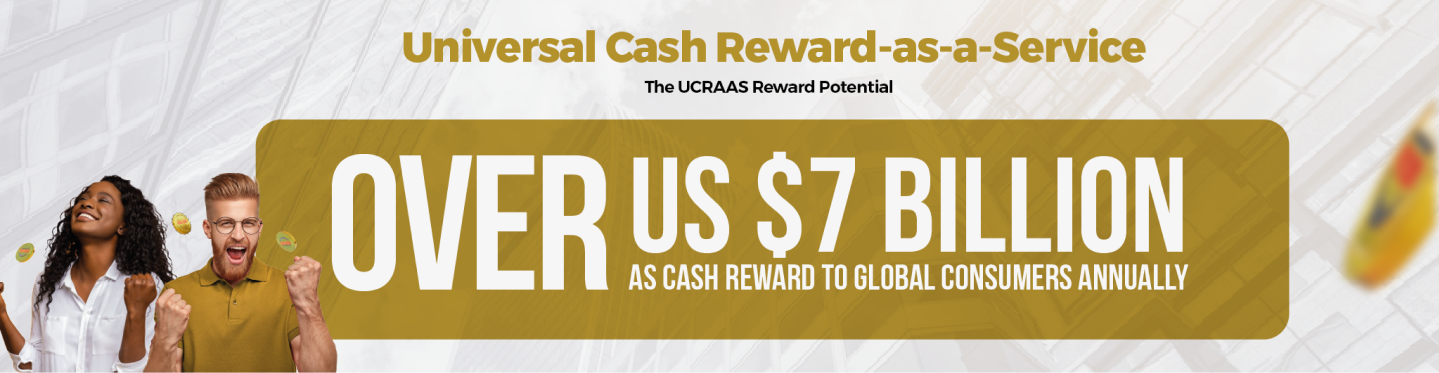 Universal Cash Reward-as-a-Service
The UCRAAS Reward Potential
OVER US $7 BILLION
AS CASH REWARD TO GLOBAL CONSUMERS ANNUALLY